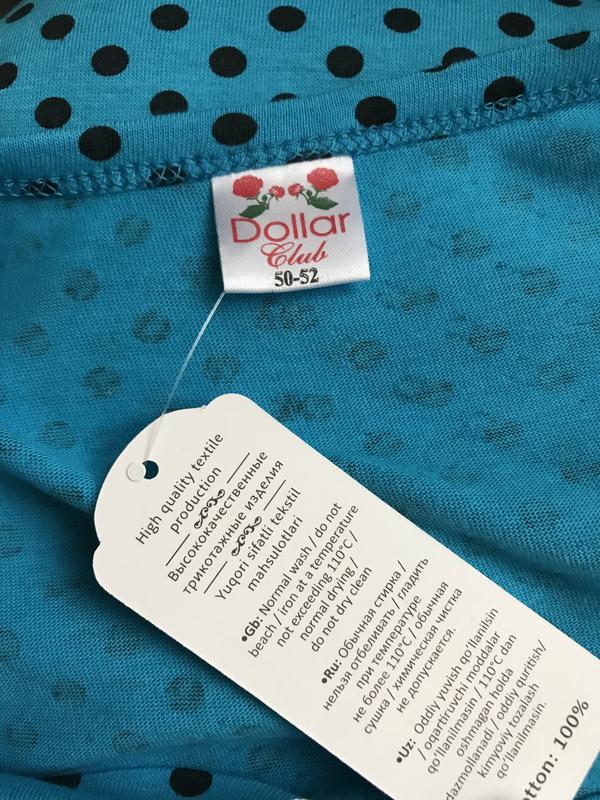 Dollar
Club
50-52
High quality textile
production
Высококачественные
трикотажные изделия
Yuqori sifatli tekstil
mahsulotlari
•Gb: Normal wash / do not
beach / iron at a temperature
not exceeding 110°C /
normal drying /
do not dry clean
•Ru: Обычная стирка /
нельзя отбеливать / гладить
при температуре
не более 110°C / обычная
сушка / химическая чистка
не допускается.
•Uz: Oddiy yuvish qo'llanilsin
/ oqartiruvchi moddalar
qo'llanilmasin / 110°C dan
oshmagan holda
dazmollanadi / oddiy quritish/
kimyoviy tozalash
qo'llanilmasin.
tton: 100%